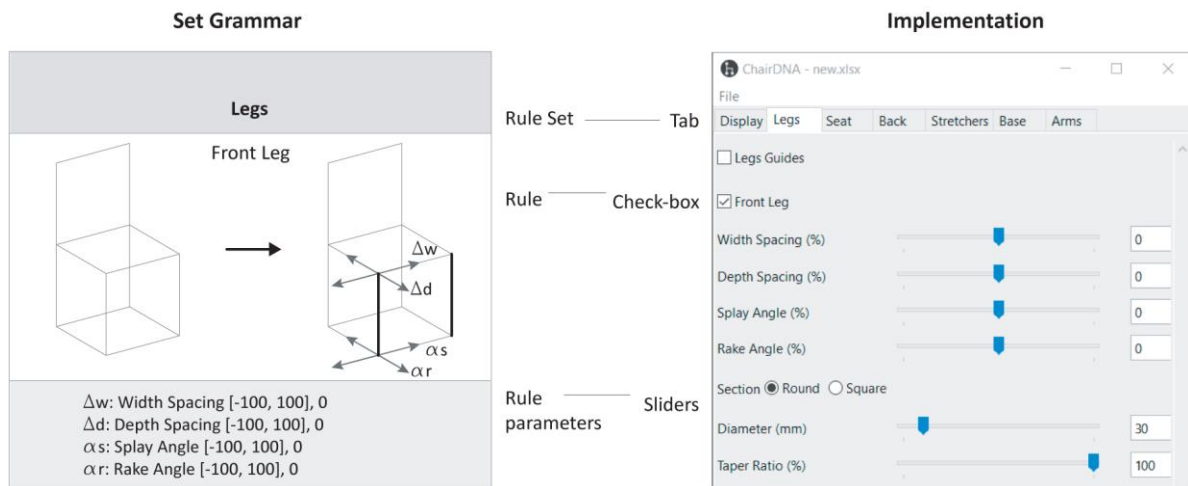 Set Grammar
Implementation
Legs
Front Leg
Δw
Δd
αs
αr
Δw: Width Spacing [-100, 100], 0
Δd: Depth Spacing [-100, 100], 0
αs: Splay Angle [-100, 100], 0
αr: Rake Angle [-100, 100], 0
Rule Set
Tab
Rule
Check-box
Rule
parameters
Sliders
ChairDNA - new.xlsx
File
Display Legs Seat Back Stretchers Base Arms
Legs Guides
Front Leg
Width Spacing (%) 0
Depth Spacing (%) 0
Splay Angle (%) 0
Rake Angle (%) 0
Section Round Square
Diameter (mm) 30
Taper Ratio (%) 100